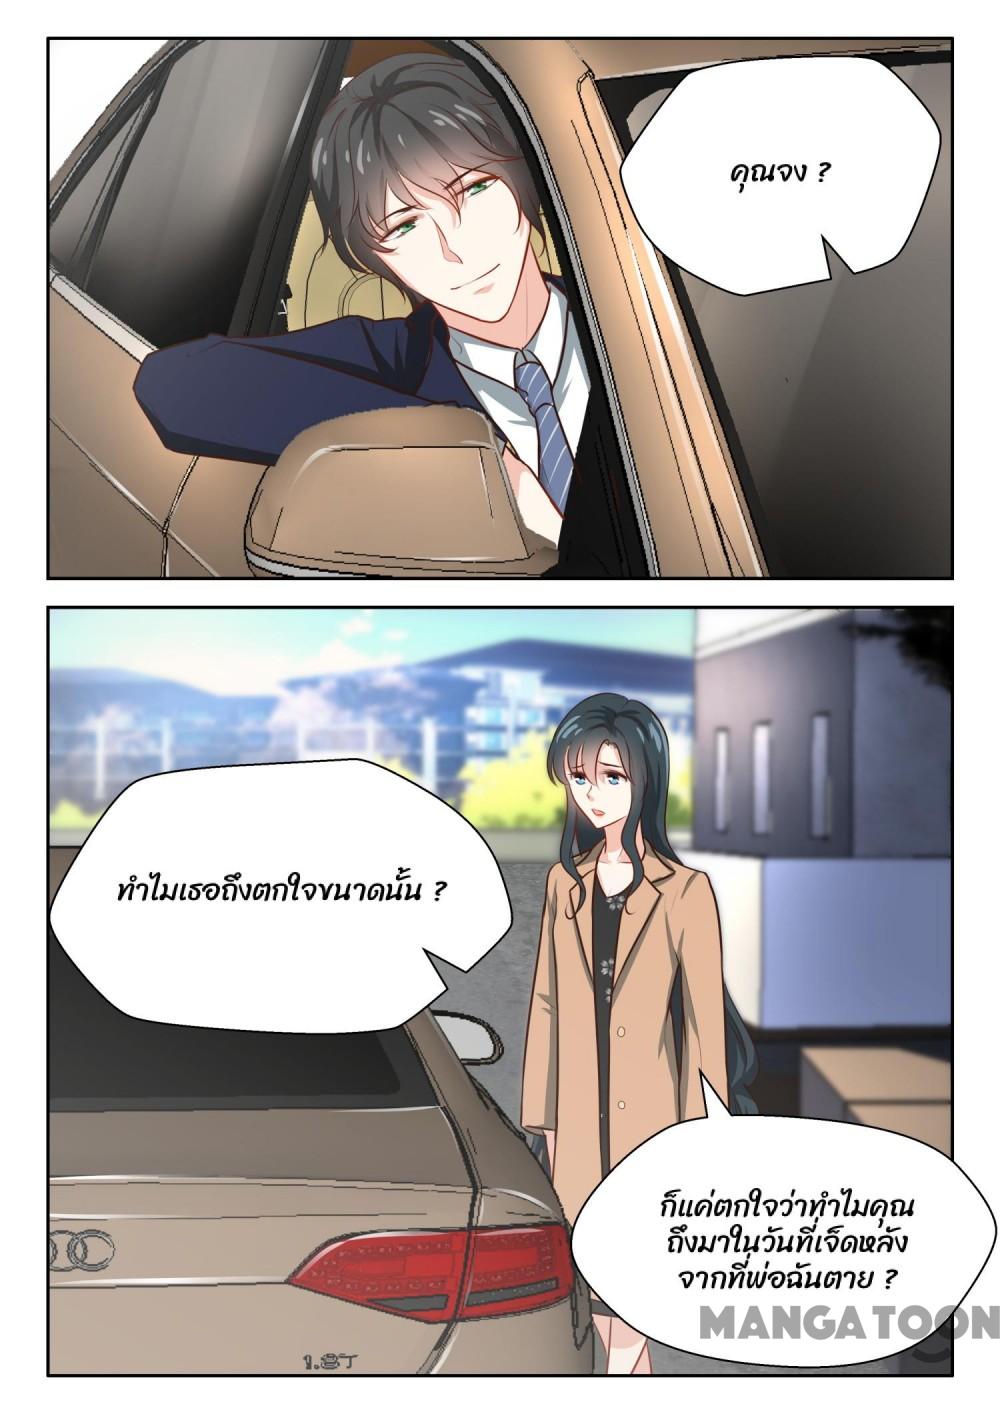 คุณจง ?
ทำไมเธอถึงตกใจขนาดนั้น ?
ก็แค่ตกใจว่าทำไมคุณ
ถึงมาในวันที่เจ็ดหลัง
จากที่พ่อฉันตาย ?
MANGATOON
1.8T